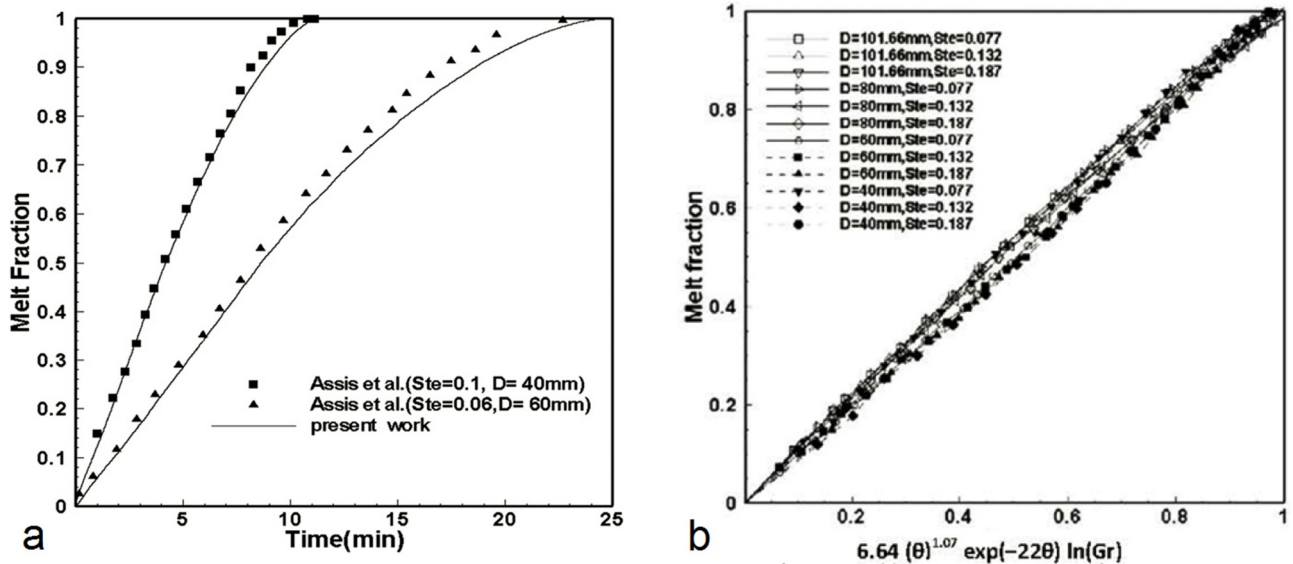 1
0.9
0.8
0.7
0.6
0.5
0.4
0.3
0.2
0.1
0
Melt Fraction
Assis et al.(Ste=0.1, D= 40mm)
Assis et al.(Ste=0.06,D= 60mm)
present work
5
10
15
20
25
Time(min)
a
1
0.8
0.6
0.4
0.2
0
Melt fraction
D=101.66mm,Ste=0.077
D=101.66mm,Ste=0.132
D=101.66mm,Ste=0.187
D=80mm,Ste=0.077
D=80mm,Ste=0.132
D=80mm,Ste=0.187
D=60mm,Ste=0.077
D=60mm,Ste=0.132
D=60mm,Ste=0.187
D=40mm,Ste=0.077
D=40mm,Ste=0.132
D=40mm,Ste=0.187
0.2
0.4
0.6
0.8
1
6.64 (θ)^1.07 exp(−22θ) ln(Gr)
b